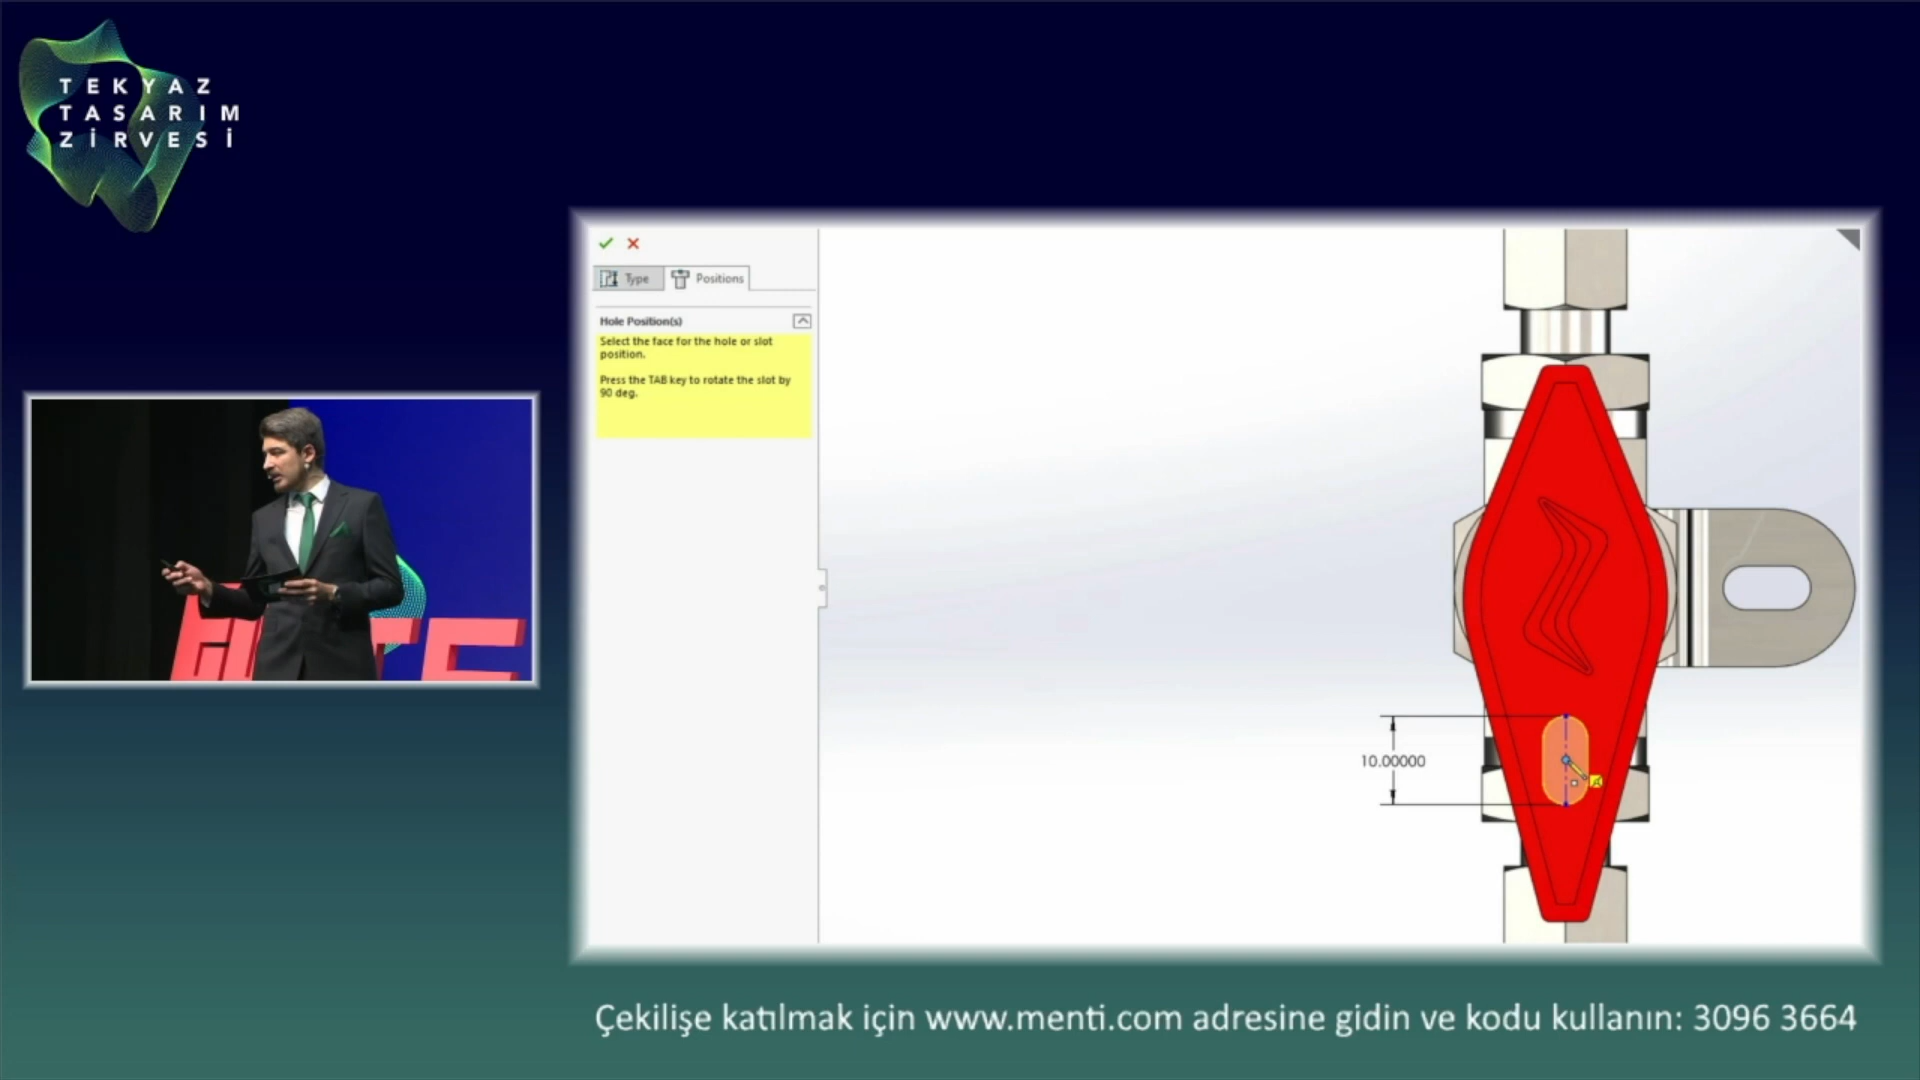 TEKYAZ
TASARIM
ZİRVESİ
Type
Positions
Hole Position(s)
Select the face for the hole or slot
position.
Press the TAB key to rotate the slot by
90 deg.
10.00000
Çekilişe katılmak için www.menti.com adresine gidin ve kodu kullanın: 3096 3664